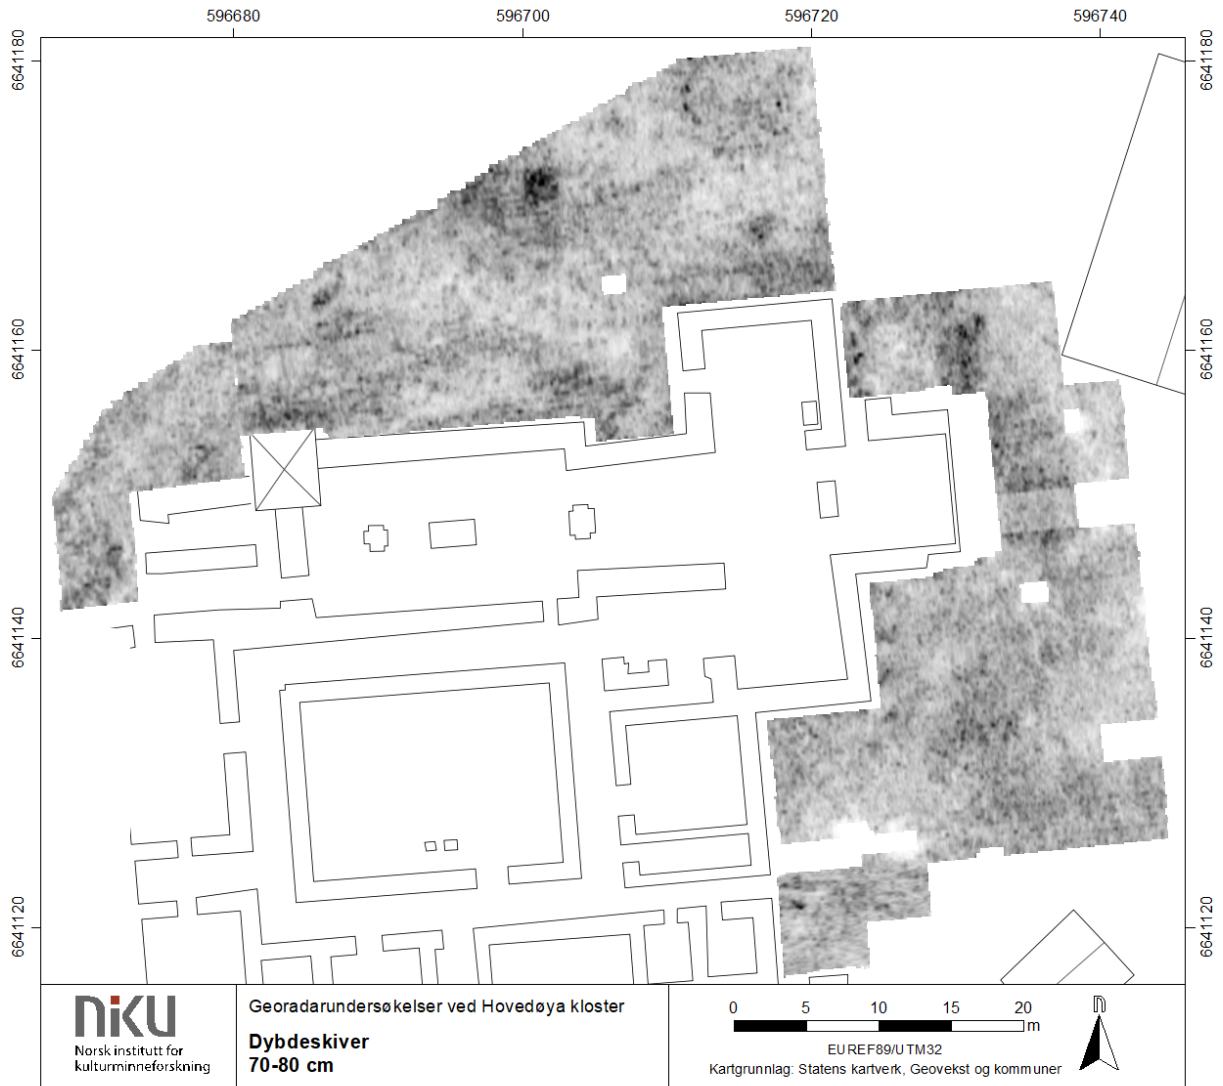 596680 596700 596720 596740
6641180 6641180
6641160 6641160
6641140 6641140
6641120 6641120
niKU
Norsk institutt for
kulturminneforskning
Georadarundersøkelser ved Hovedøya kloster
Dybdeskiver
70-80 cm
0 5 10 15 20
m
EUREF89/UTM32
Kartgrunnlag: Statens kartverk, Geovekst og kommuner
n